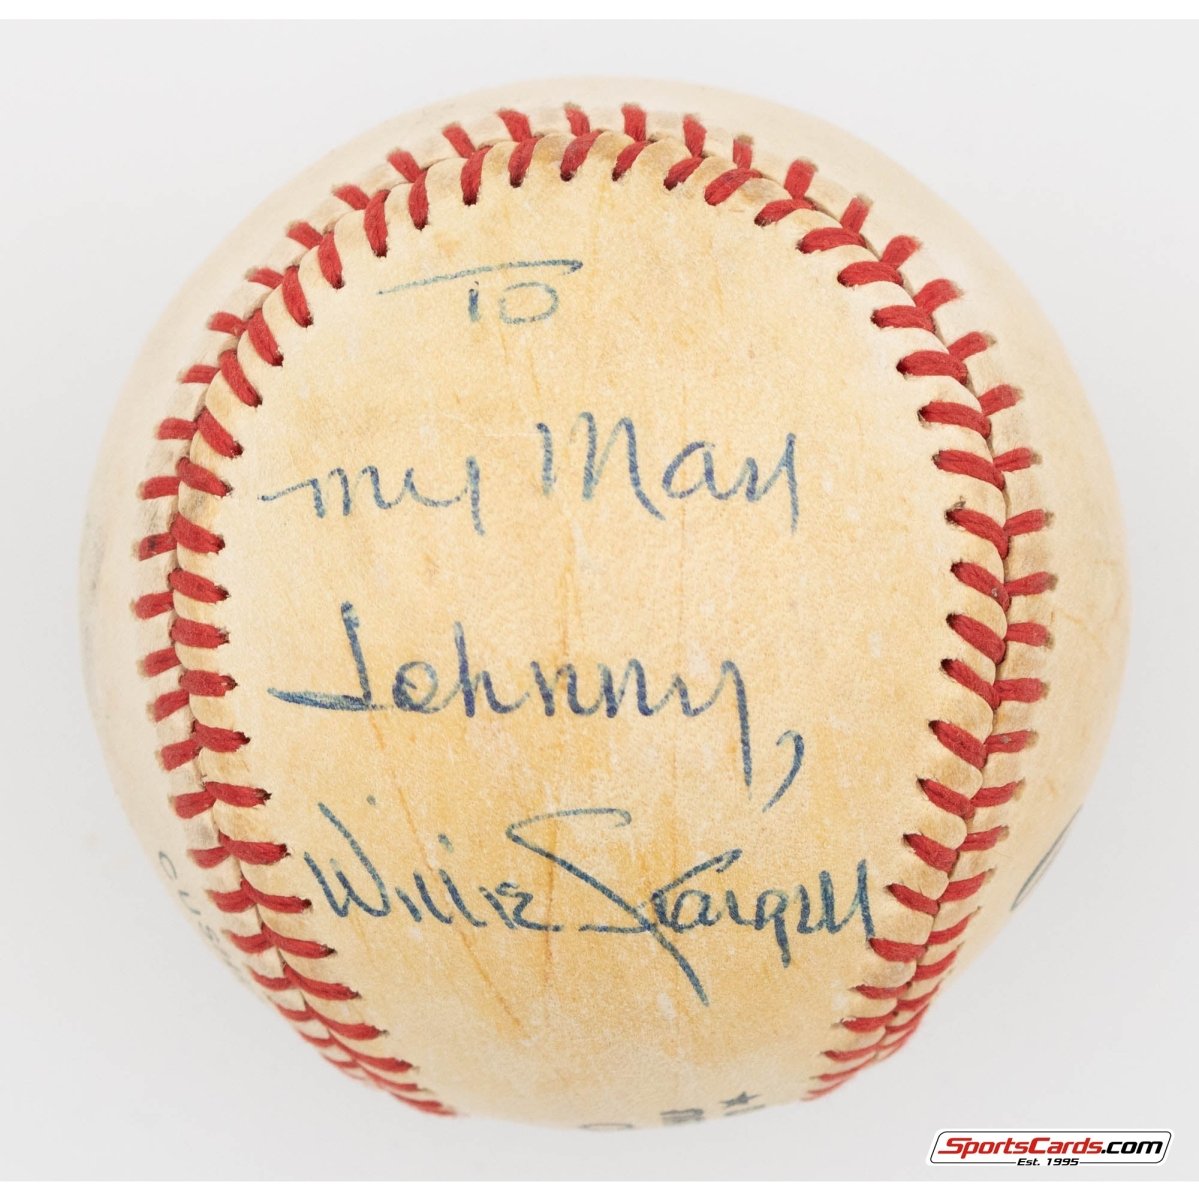 To
my Man
Johnny,
Willie Stargell
SportsCards.com
Est. 1995